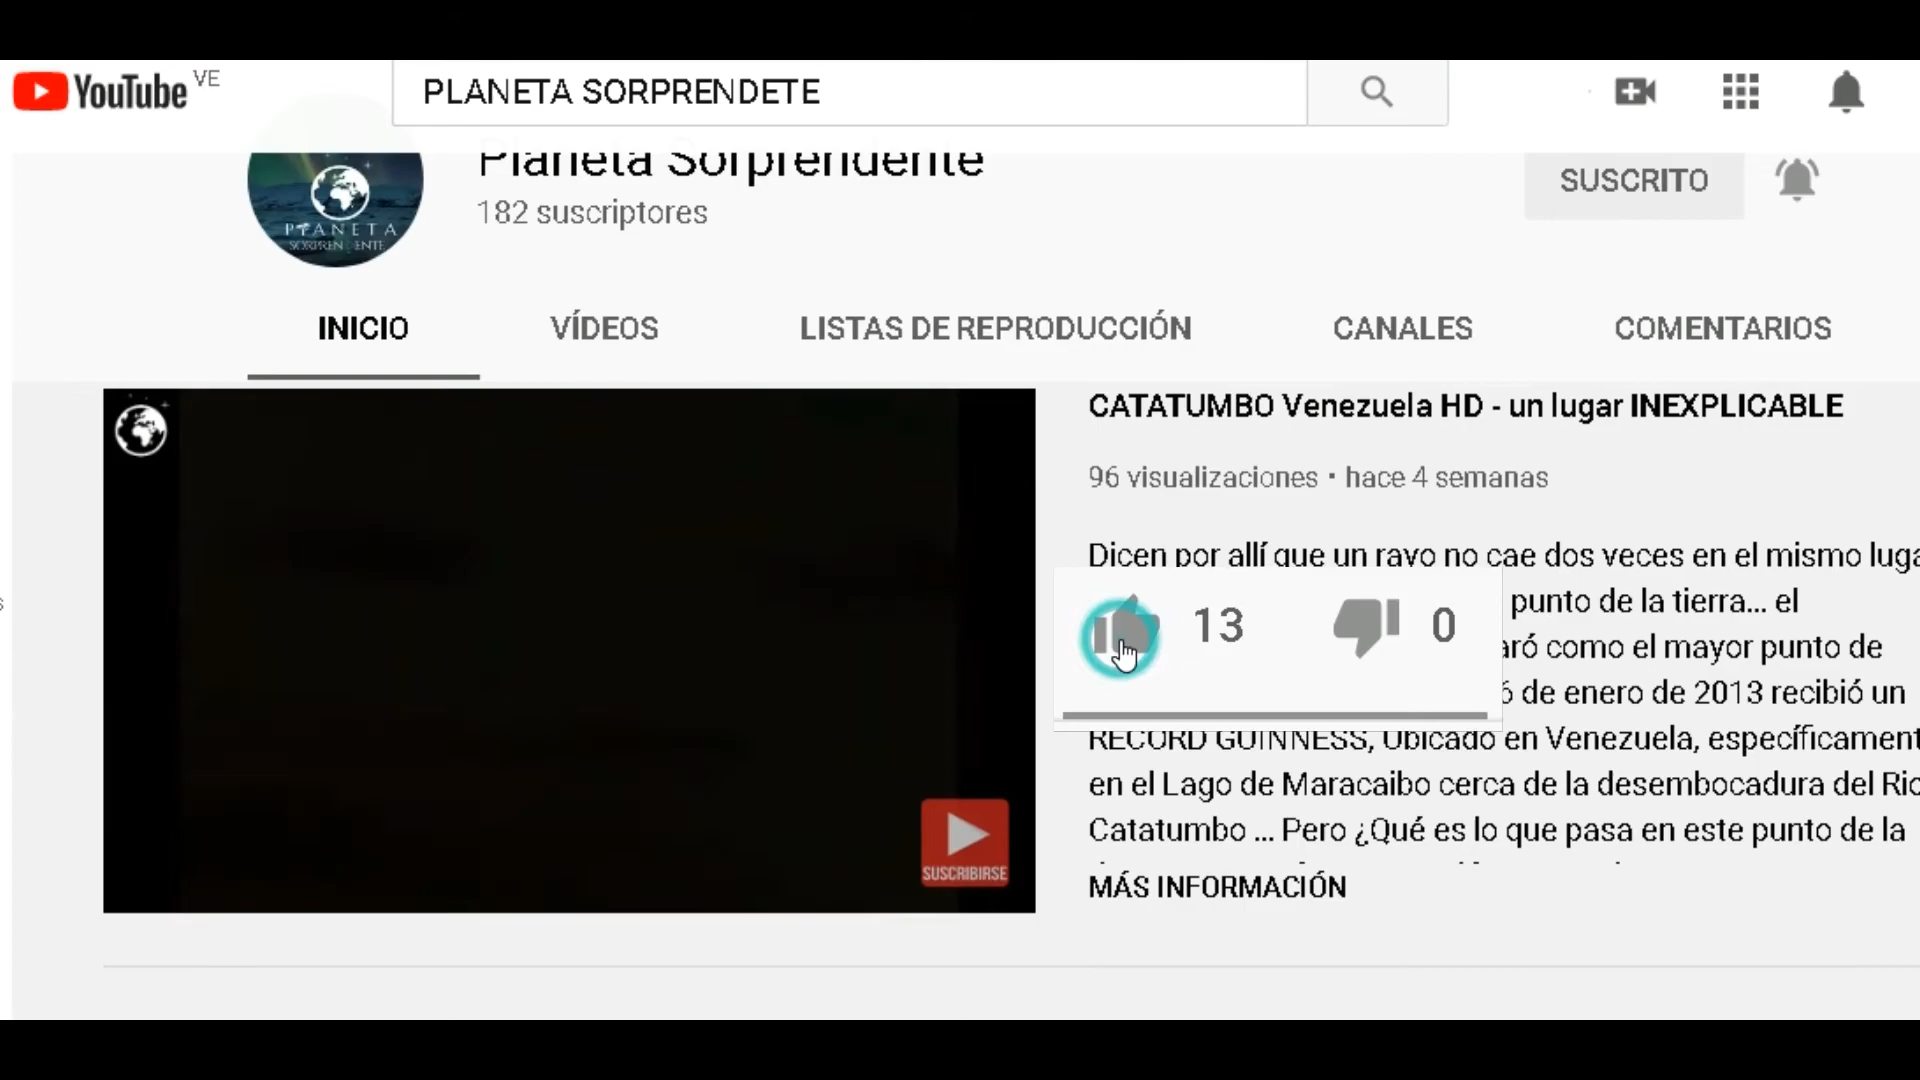 YouTube VE
PLANETA SORPRENDETE
Planeta Sorprendente
182 suscriptores
SUSCRITO
PLANETA
SORPRENDENTE
INICIO
VÍDEOS
LISTAS DE REPRODUCCIÓN
CANALES
COMENTARIOS
CATATUMBO Venezuela HD - un lugar INEXPLICABLE
96 visualizaciones • hace 4 semanas
Dicen por allí que un rayo no cae dos veces en el mismo
punto de la tierra... el
13
0
como el mayor punto de
de enero de 2013 recibió un
RECORD GUINNESS, Ubicado en Venezuela,
en el Lago de Maracaibo cerca de la desembocadura del
Catatumbo ... Pero ¿Qué es lo que pasa en este punto de la
MÁS INFORMACIÓN
SUSCRIBIRSE